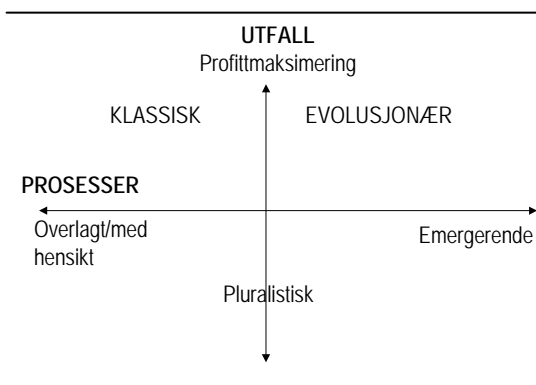 UTFALL
Profittmaksimering
KLASSISK
EVOLUSJONÆR
PROSESSER
Overlagt/med
hensikt
Emergerende
Pluralistisk